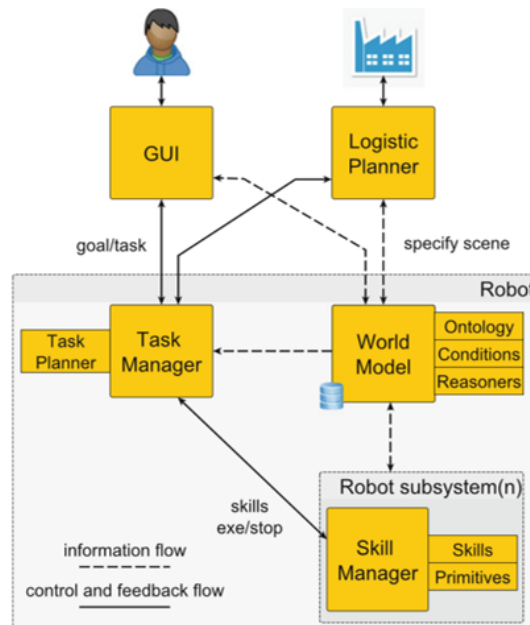 GUI
Logistic
Planner
goal/task
specify scene
Robot
Task
Planner
Task
Manager
World
Model
Ontology
Conditions
Reasoners
Robot subsystem(n)
skills
exe/stop
Skill
Manager
Skills
Primitives
information flow
control and feedback flow